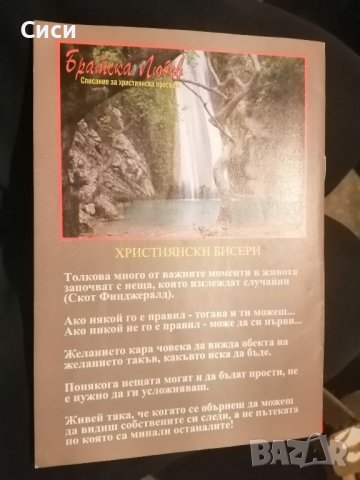 Сиси
Братска Любов
Списание за християнска просвета
ХРИСТИЯНСКИ БИСЕРИ
Толкова много от важните моменти в живота
започват с неща, които изглеждат случайни
(Скот Фицджералд).
Ако някой го е правил - тогава и ти можеш...
Ако никой не го е правил - може да си първи...
Желанието кара човека да вижда обекта на
желанието такъв, какъвто иска да бъде.
Понякога нещата могат и да бъдат прости, не
е нужно да ги усложняваш.
Живей така, че когато се обърнеш да можеш
да видиш собствените си следи, а не пътеката
по която са минали останалите!
BAZAR
bg